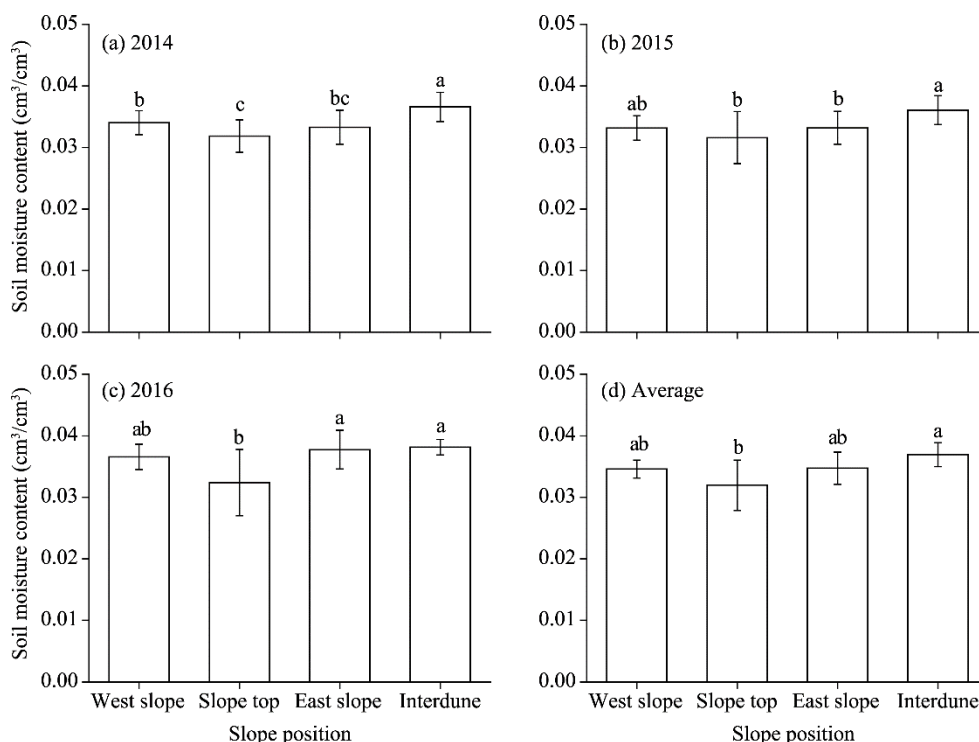 (a) 2014
Soil moisture content (cm³/cm³)
0.05
0.04
0.03
0.02
0.01
0.00
b
c
bc
a
(b) 2015
0.05
0.04
0.03
0.02
0.01
0.00
ab
b
b
a
(c) 2016
Soil moisture content (cm³/cm³)
0.05
0.04
0.03
0.02
0.01
0.00
ab
b
a
a
West slope Slope top East slope Interdune
Slope position
(d) Average
0.05
0.04
0.03
0.02
0.01
0.00
ab
b
ab
a
West slope Slope top East slope Interdune
Slope position